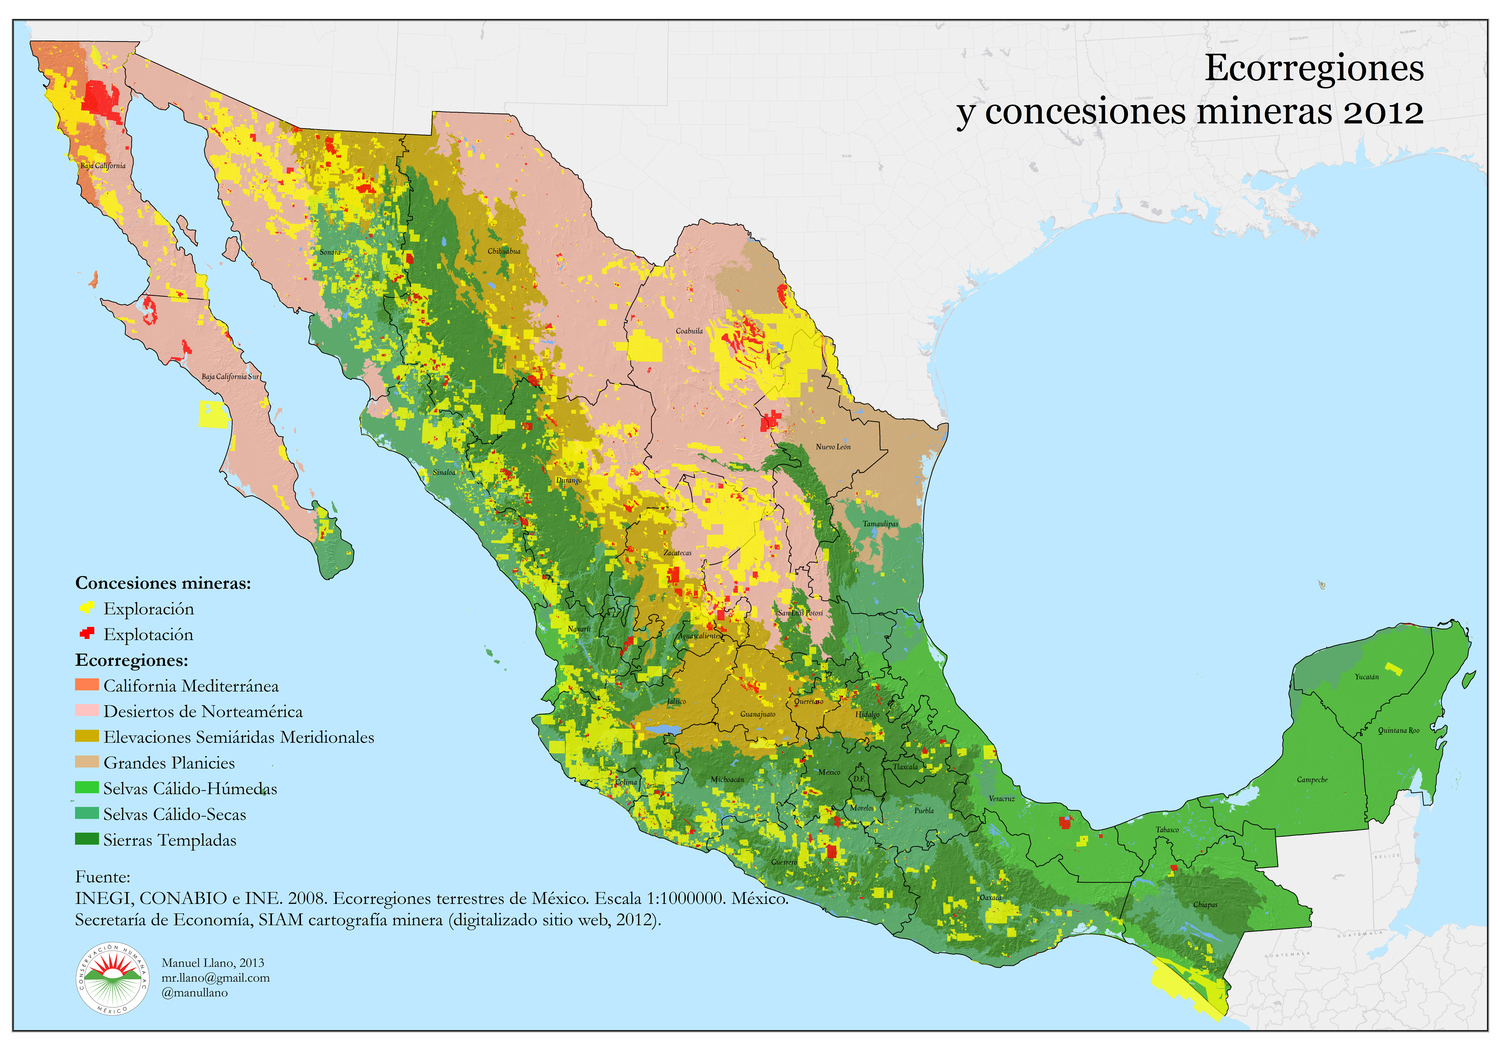 Ecorregiones
y concesiones mineras 2012
Baja California
Sonora
Chihuahua
Coahuila
Baja California Sur
Nuevo León
Sinaloa
Durango
Tamaulipas
Zacatecas
San Luis Potosí
Nayarit
Aguascalientes
Yucatán
Jalisco
Guanajuato
Querétaro
Hidalgo
Quintana Roo
Colima
Michoacán
México
D.F.
Tlaxcala
Campeche
Morelos
Puebla
Veracruz
Tabasco
Guerrero
Oaxaca
Chiapas
BELIZE
GUATEMALA
GUATEMALA
Concesiones mineras:
Exploración
Explotación
Ecorregiones:
California Mediterránea
Desiertos de Norteamérica
Elevaciones Semiáridas Meridionales
Grandes Planicies
Selvas Cálido-Húmedas
Selvas Cálido-Secas
Sierras Templadas
Fuente:
INEGI, CONABIO e INE. 2008. Ecorregiones terrestres de México. Escala 1:1000000. México.
Secretaría de Economía, SIAM cartografía minera (digitalizado sitio web, 2012).
CONSERVACIÓN HUMANA AC
MÉXICO
Manuel Llano, 2013
mr.llano@gmail.com
@manullano